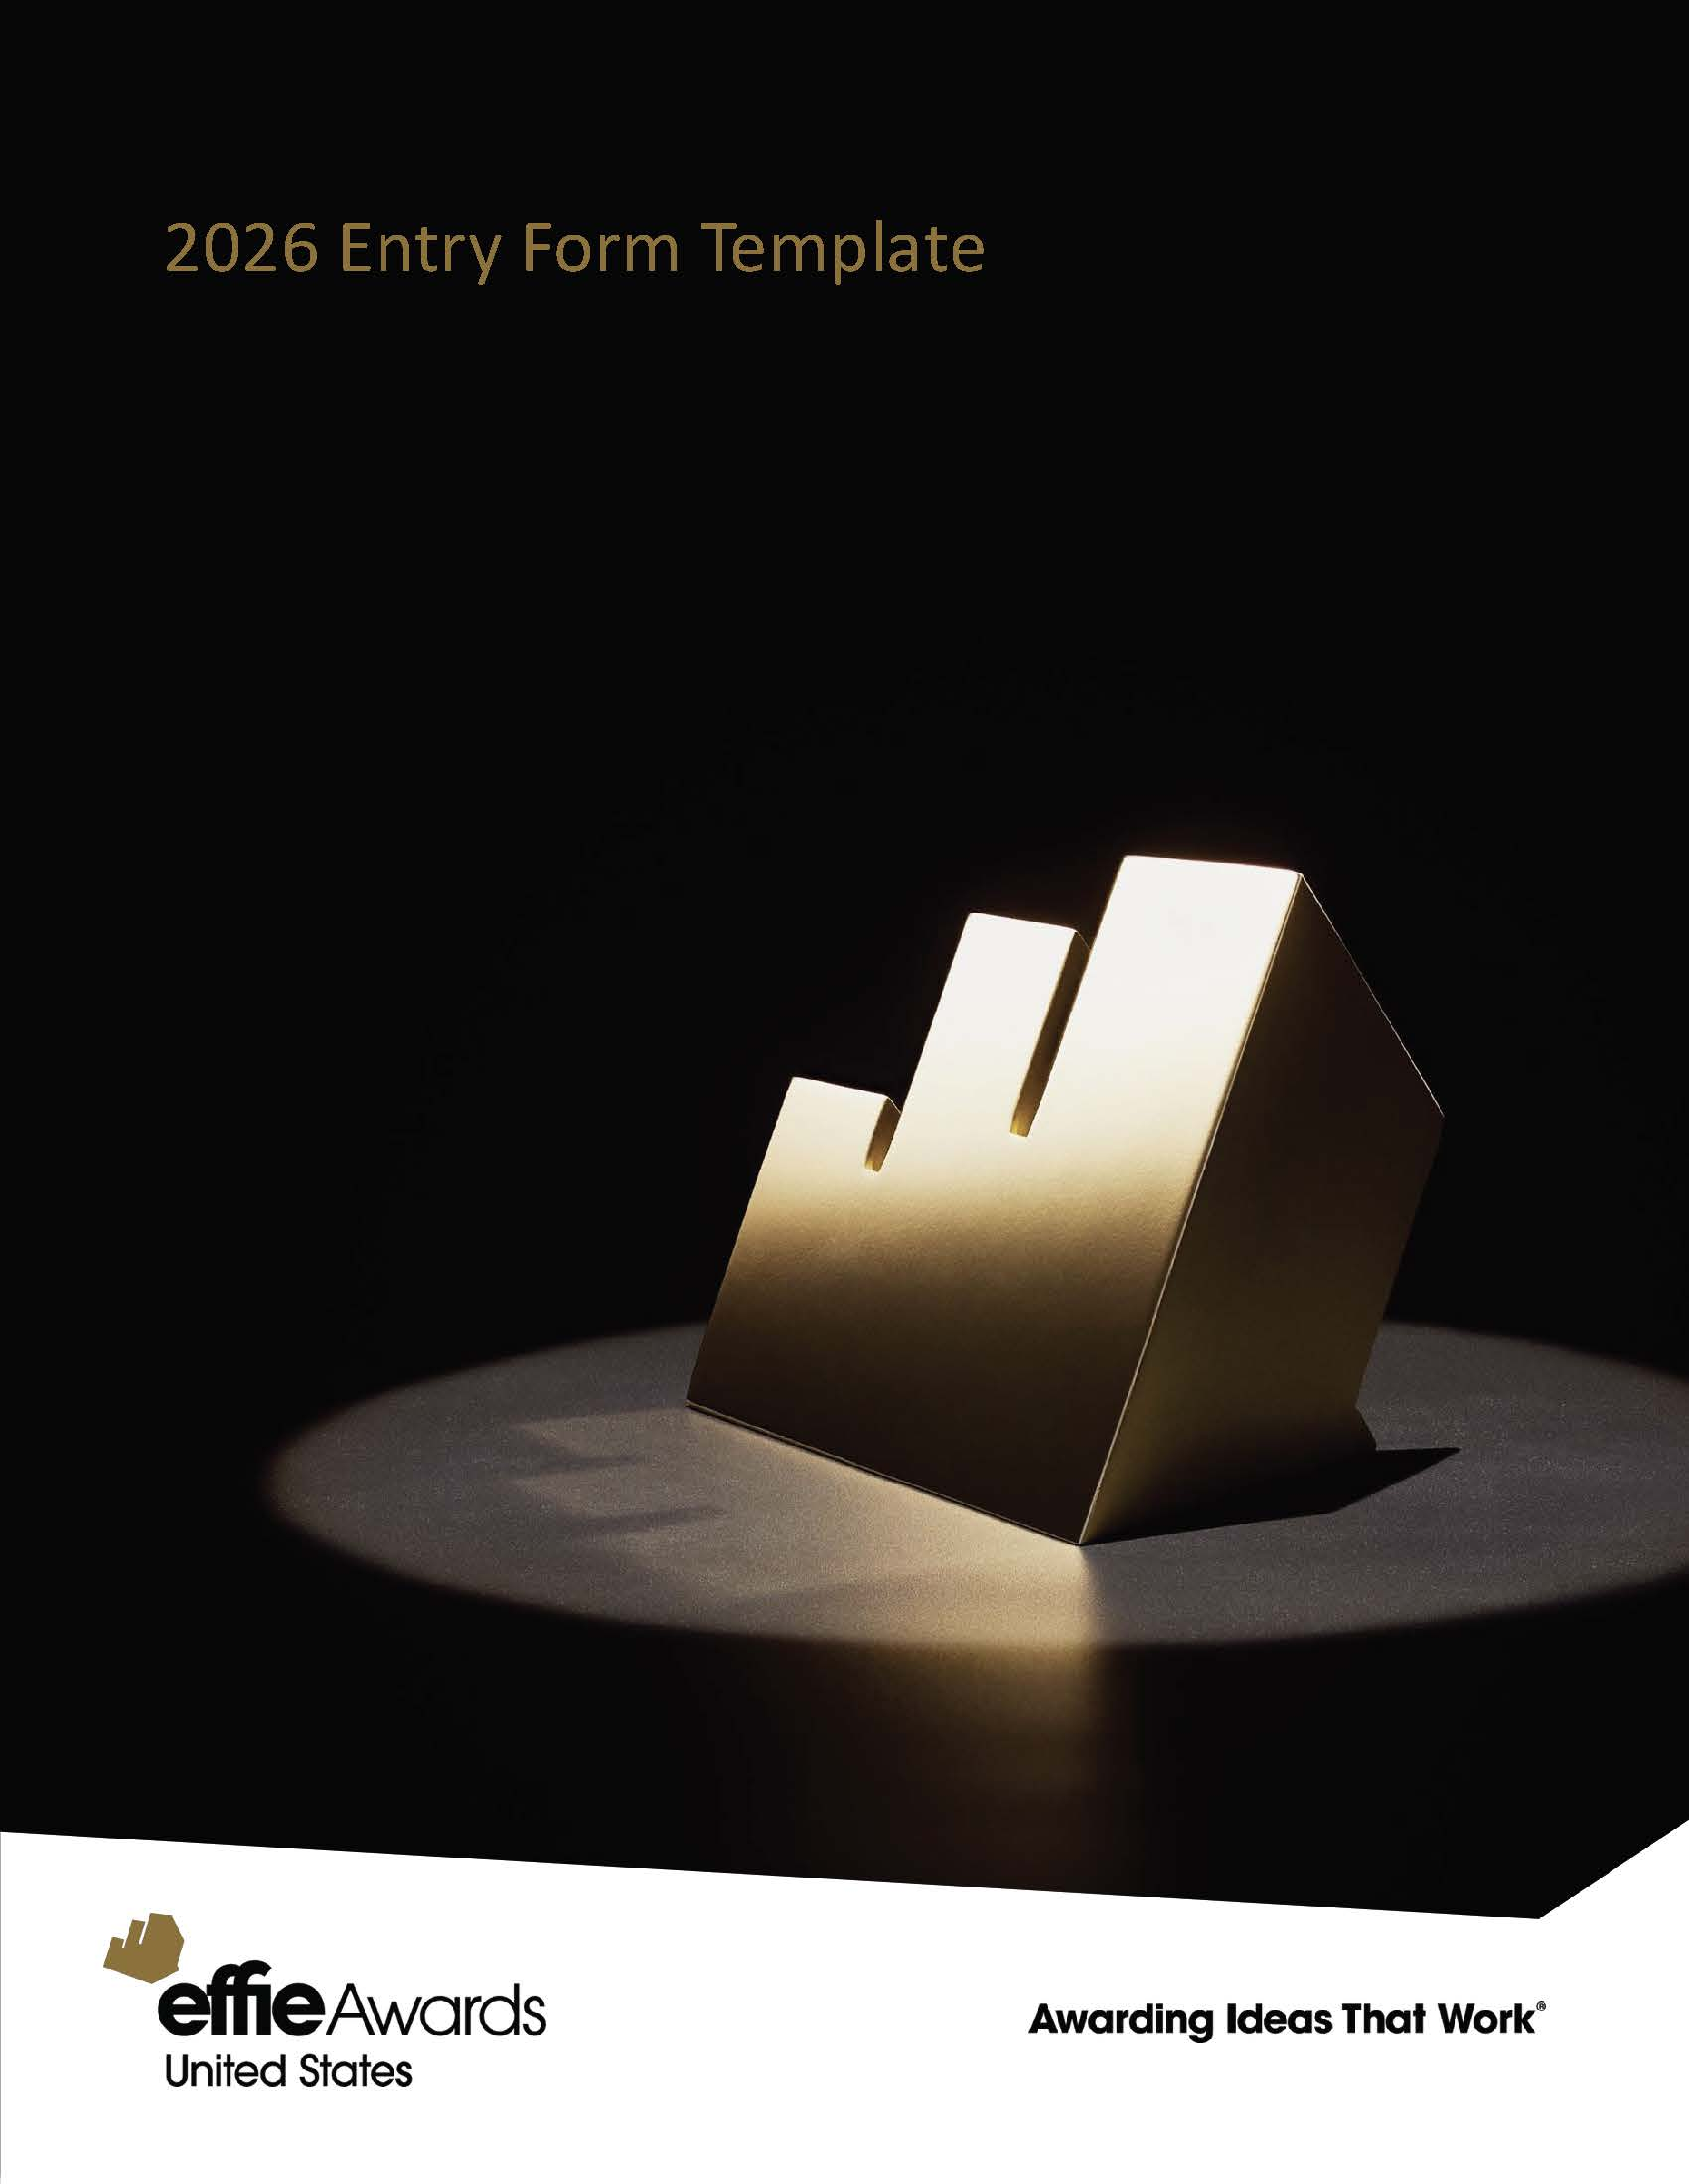 2026 Entry Form Template
effie Awards
United States
Awarding Ideas That Work®